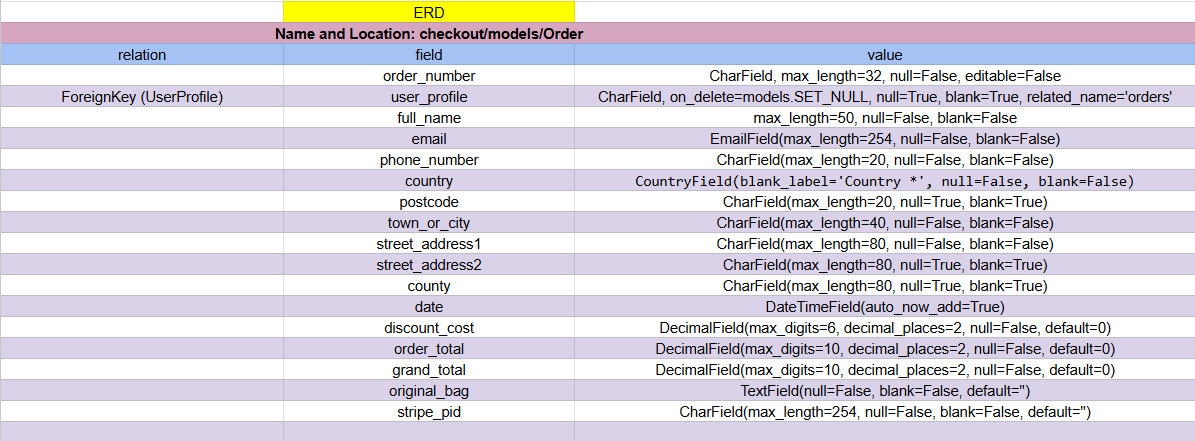 ERD
Name and Location: checkout/models/Order
relation field value
order_number CharField, max_length=32, null=False, editable=False
ForeignKey (UserProfile) user_profile CharField, on_delete=models.SET_NULL, null=True, blank=True, related_name='orders'
full_name max_length=50, null=False, blank=False
email EmailField(max_length=254, null=False, blank=False)
phone_number CharField(max_length=20, null=False, blank=False)
country CountryField(blank_label='Country *', null=False, blank=False)
postcode CharField(max_length=20, null=True, blank=True)
town_or_city CharField(max_length=40, null=False, blank=False)
street_address1 CharField(max_length=80, null=False, blank=False)
street_address2 CharField(max_length=80, null=True, blank=True)
county CharField(max_length=80, null=True, blank=True)
date DateTimeField(auto_now_add=True)
discount_cost DecimalField(max_digits=6, decimal_places=2, null=False, default=0)
order_total DecimalField(max_digits=10, decimal_places=2, null=False, default=0)
grand_total DecimalField(max_digits=10, decimal_places=2, null=False, default=0)
original_bag TextField(null=False, blank=False, default='')
stripe_pid CharField(max_length=254, null=False, blank=False, default='')